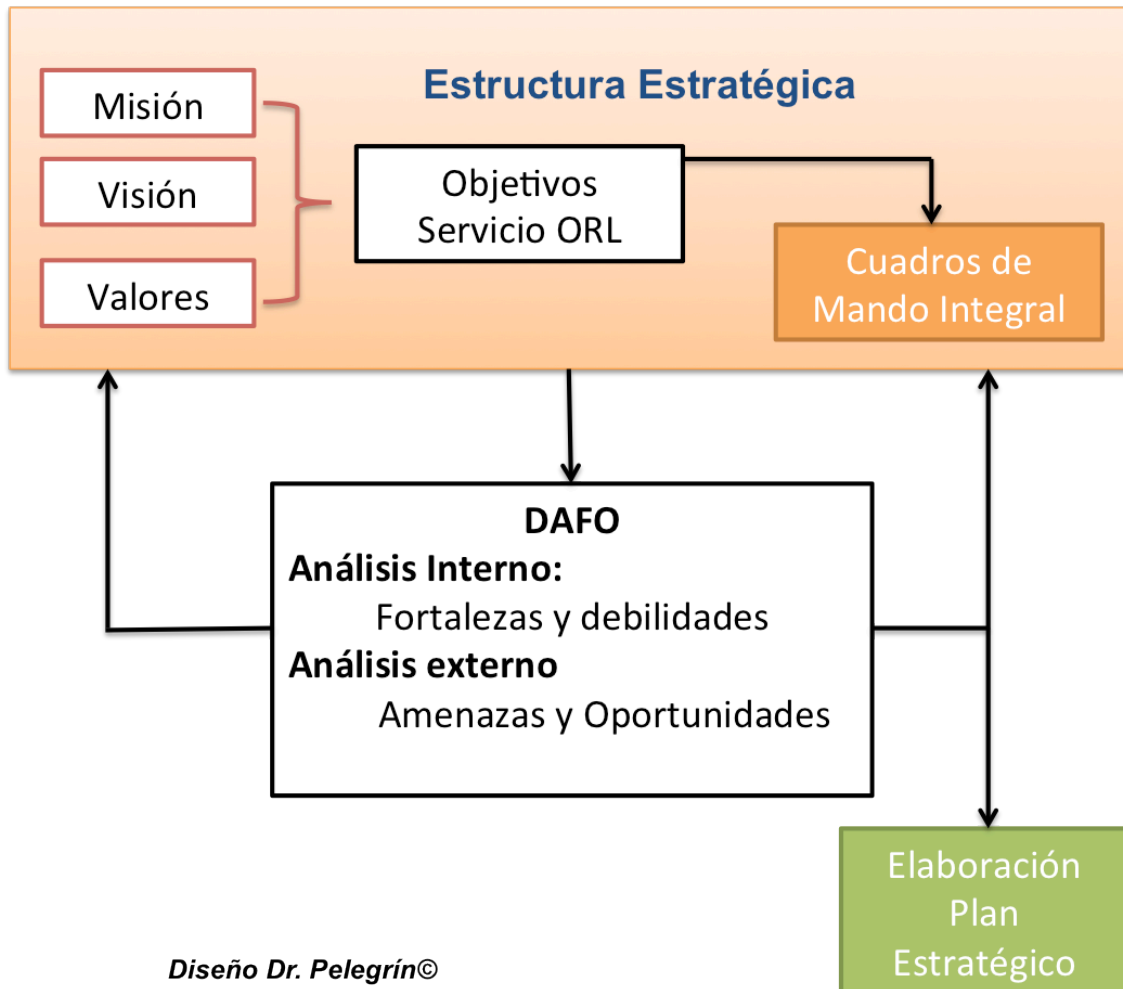 Estructura Estratégica
Misión
Visión
Valores
Objetivos
Servicio ORL
Cuadros de
Mando Integral
DAFO
Análisis Interno:
Fortalezas y debilidades
Análisis externo
Amenazas y Oportunidades
Elaboración
Plan
Estratégico
Diseño Dr. Pelegrín©